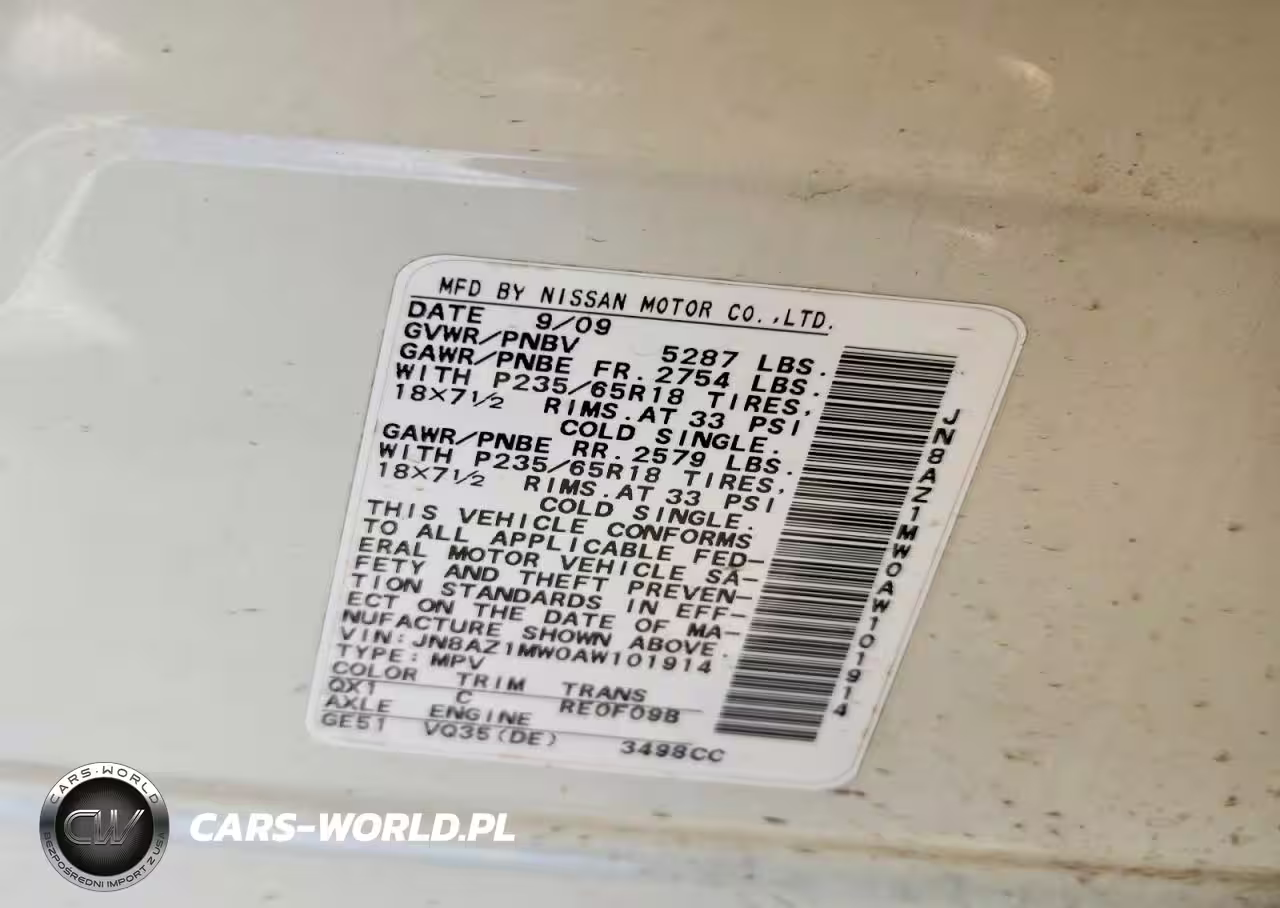 MFD BY NISSAN MOTOR CO.,LTD.
DATE 9/09
GVWR/PNBV 5287 LBS.
GAWR/PNBE FR. 2754 LBS.
WITH P235/65R18 TIRES,
18×7 1/2 RIMS.AT 33 PSI
COLD SINGLE.
GAWR/PNBE RR. 2579 LBS.
WITH P235/65R18 TIRES,
18×7 1/2 RIMS.AT 33 PSI
COLD SINGLE.
THIS VEHICLE CONFORMS
TO ALL APPLICABLE FED-
ERAL MOTOR VEHICLE SA-
FETY AND THEFT PREVEN-
TION STANDARDS IN EFF-
ECT ON THE DATE OF MA-
NUFACTURE SHOWN ABOVE.
VIN:JN8AZ1MW0AW101914
TYPE:MPV
COLOR TRIM TRANS
QX1 C RE0F09B
AXLE ENGINE
GE51 VQ35(DE) 3498CC
JN8AZ1MW0AW101914
CARS-WORLD
CW
BEZPOŚREDNI IMPORT Z USA
CARS-WORLD.PL